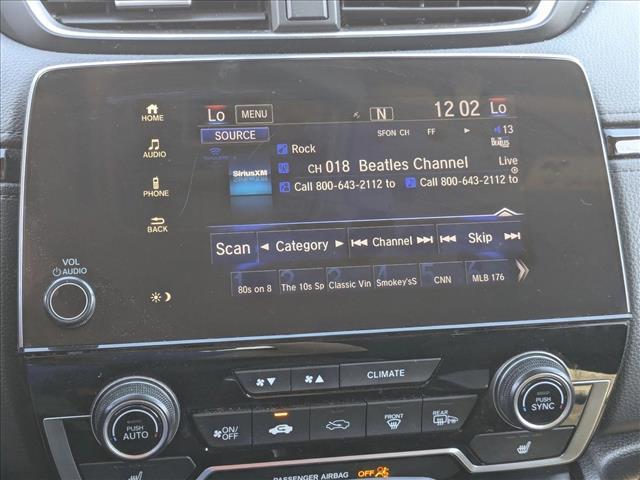 HOME Lo MENU N 12 02 Lo
SOURCE SFON CH FF 13
AUDIO Rock BEATLES
CH 018 Beatles Channel Live
SiriusXM
PHONE Call 800-643-2112 to Call 800-643-2112 to
BACK
Scan Category Channel Skip
VOL
AUDIO
80s on 8 The 10s Sp Classic Vin Smokey'sS CNN MLB 176
CLIMATE
PUSH AUTO ON/OFF FRONT REAR PUSH SYNC
PASSENGER AIRBAG OFF